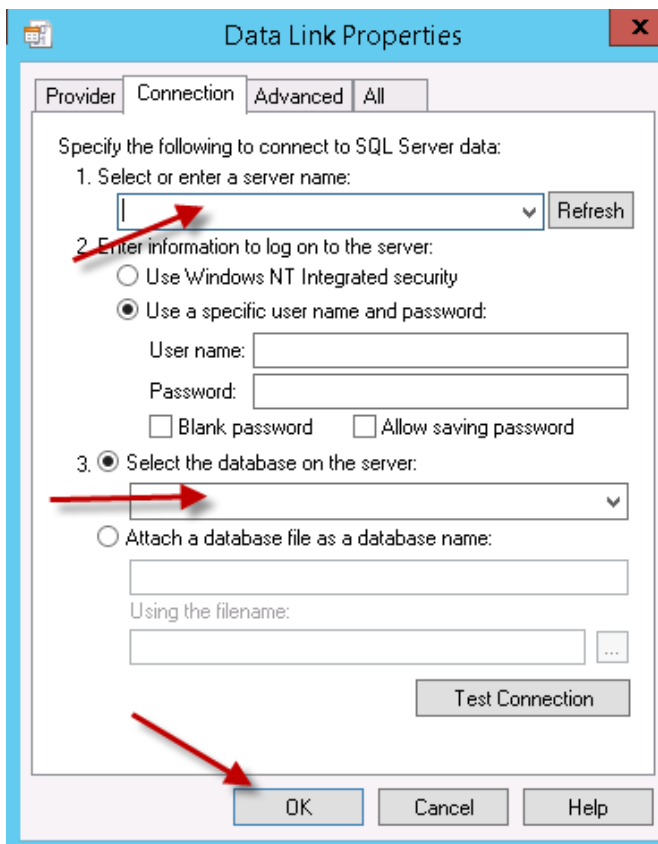 Data Link Properties
x
Provider Connection Advanced All
Specify the following to connect to SQL Server data:
1. Select or enter a server name:
Refresh
2. Enter information to log on to the server:
Use Windows NT Integrated security
Use a specific user name and password:
User name:
Password:
Blank password Allow saving password
3. Select the database on the server:
Attach a database file as a database name:
Using the filename:
...
Test Connection
OK Cancel Help